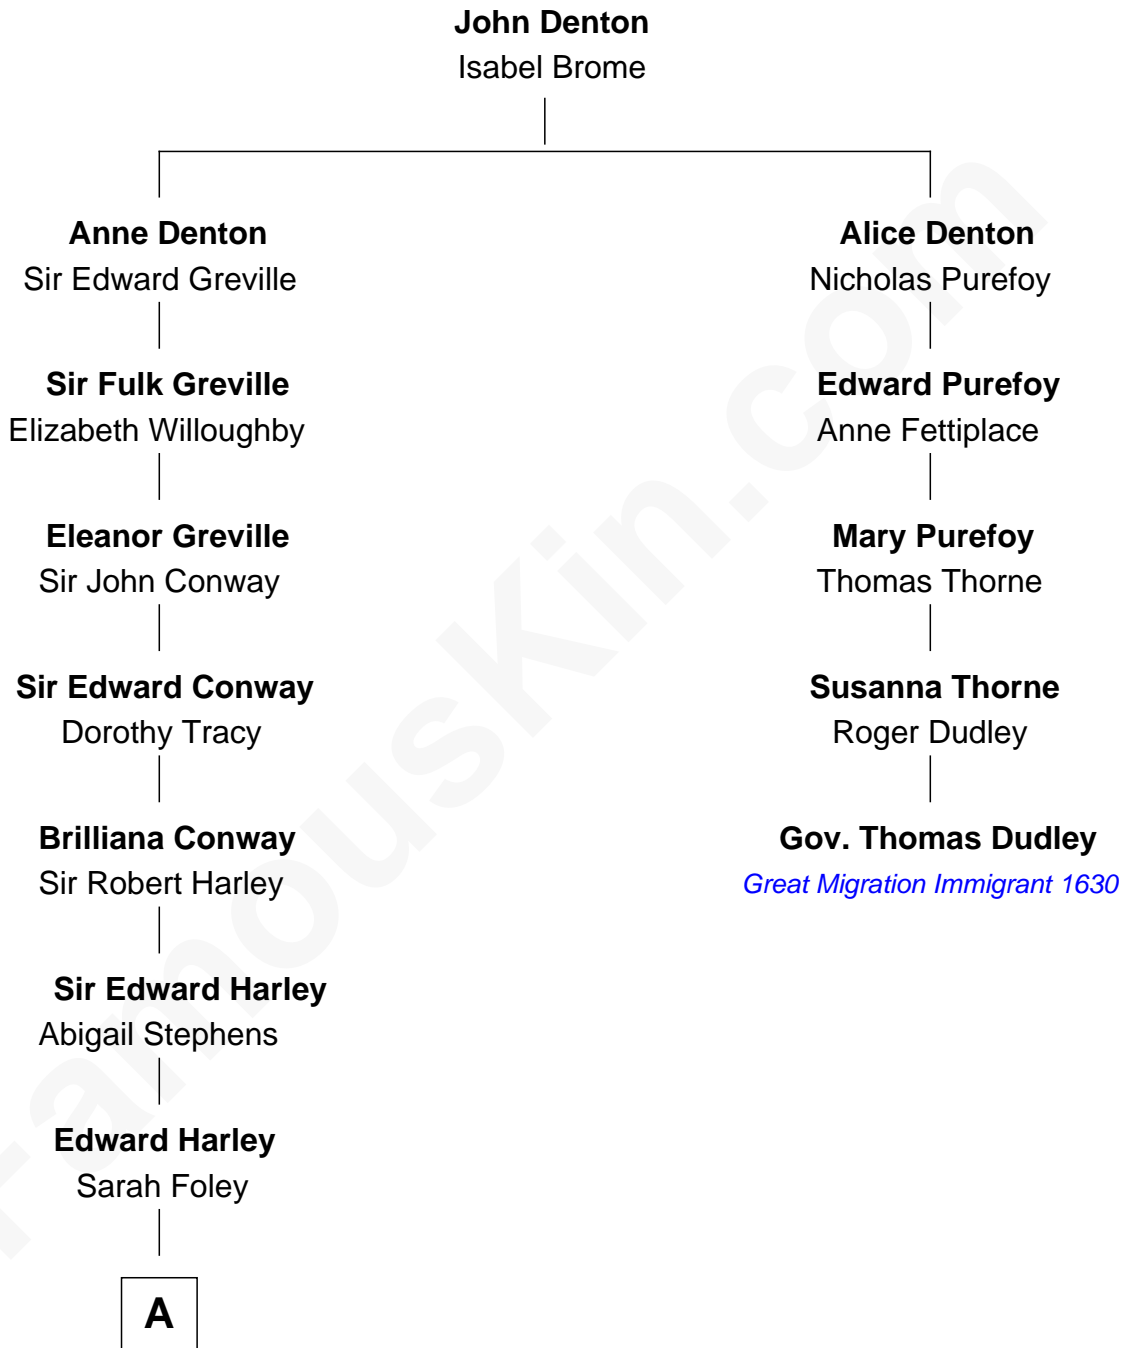 John Denton
Isabel Brome
Anne Denton
Sir Edward Greville
Alice Denton
Nicholas Purefoy
Sir Fulk Greville
Elizabeth Willoughby
Edward Purefoy
Anne Fettiplace
Eleanor Greville
Sir John Conway
Mary Purefoy
Thomas Thorne
Sir Edward Conway
Dorothy Tracy
Susanna Thorne
Roger Dudley
Brilliana Conway
Sir Robert Harley
Gov. Thomas Dudley
Great Migration Immigrant 1630
Sir Edward Harley
Abigail Stephens
Edward Harley
Sarah Foley
A
FamousKin.com